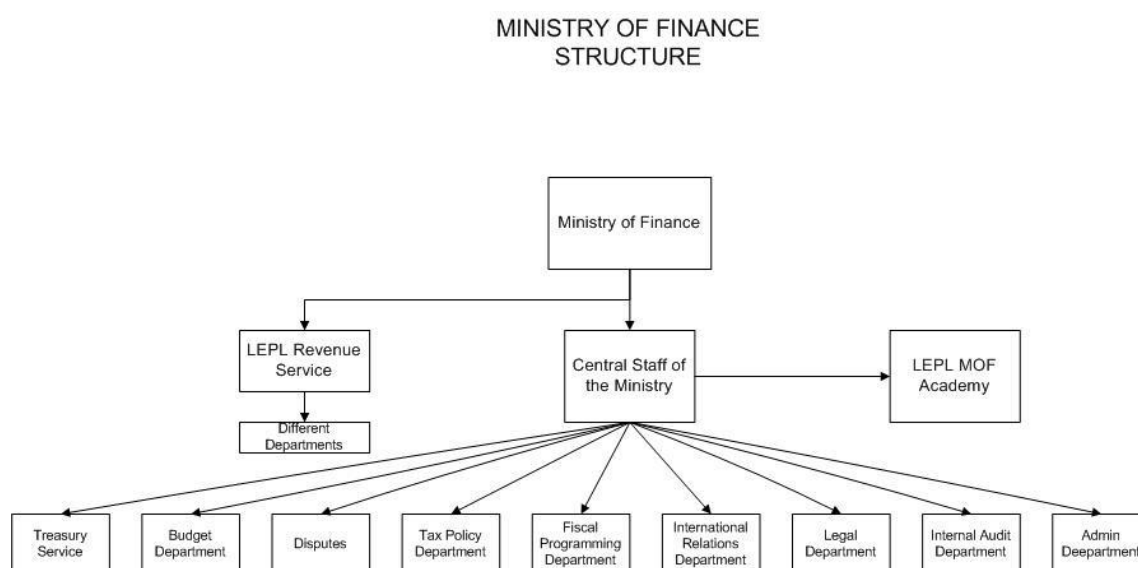 MINISTRY OF FINANCE
STRUCTURE
Ministry of Finance
LEPL Revenue
Service
Central Staff of
the Ministry
LEPL MOF
Academy
Different
Departments
Treasury
Service
Budget
Department
Disputes
Tax Policy
Department
Fiscal
Programming
Department
International
Relations
Department
Legal
Department
Internal Audit
Department
Admin
Deepartment